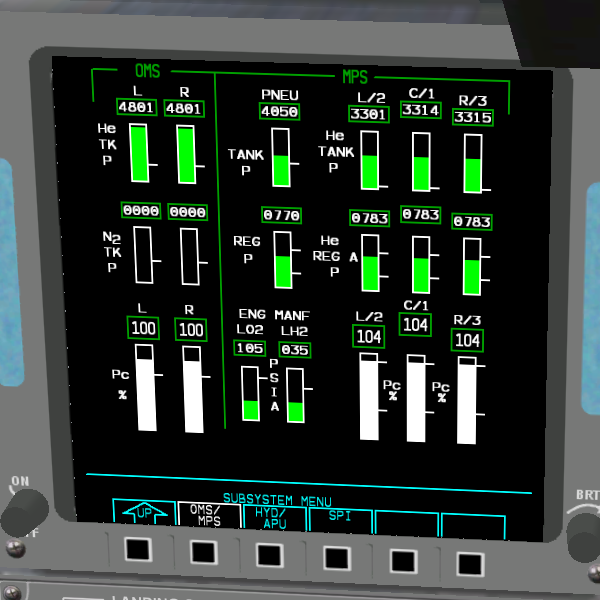 OMS MPS
L R PNEU L/2 C/1 R/3
4801 4801 4050 3301 3314 3315
He TK P TANK P He TANK P
0000 0000 0770 0783 0783 0783
N2 TK P REG P He REG P A
L R ENG MANF L/2 C/1 R/3
LO2 LH2
100 100 105 035 104 104 104
Pc % PSIA Pc % Pc %
SUBSYSTEM MENU
UP OMS/ MPS HYD/ APU SPI
ON BRT